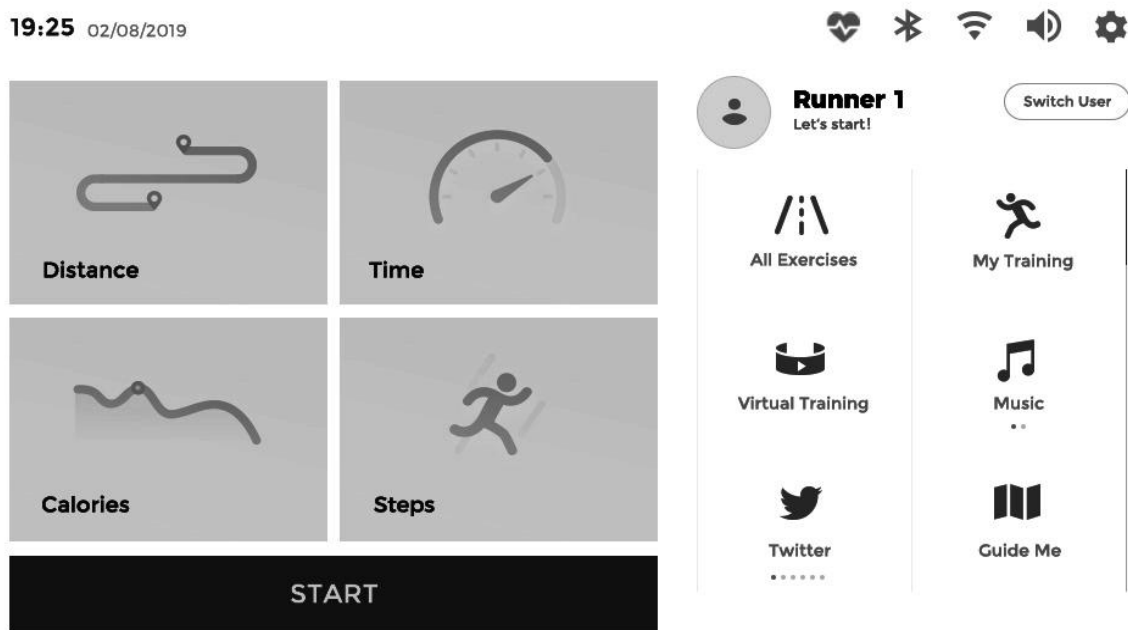 19:25 02/08/2019
Runner 1
Let's start!
Switch User
Distance
Time
Calories
Steps
START
All Exercises
My Training
Virtual Training
Music
Twitter
Guide Me